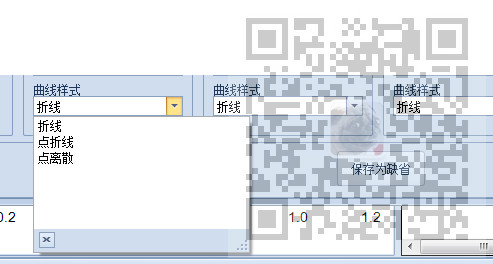 曲线样式 曲线样式 曲线样式
折线 折线 折线
折线
点折线
点离散
保存为缺省
0.2 1.0 1.2